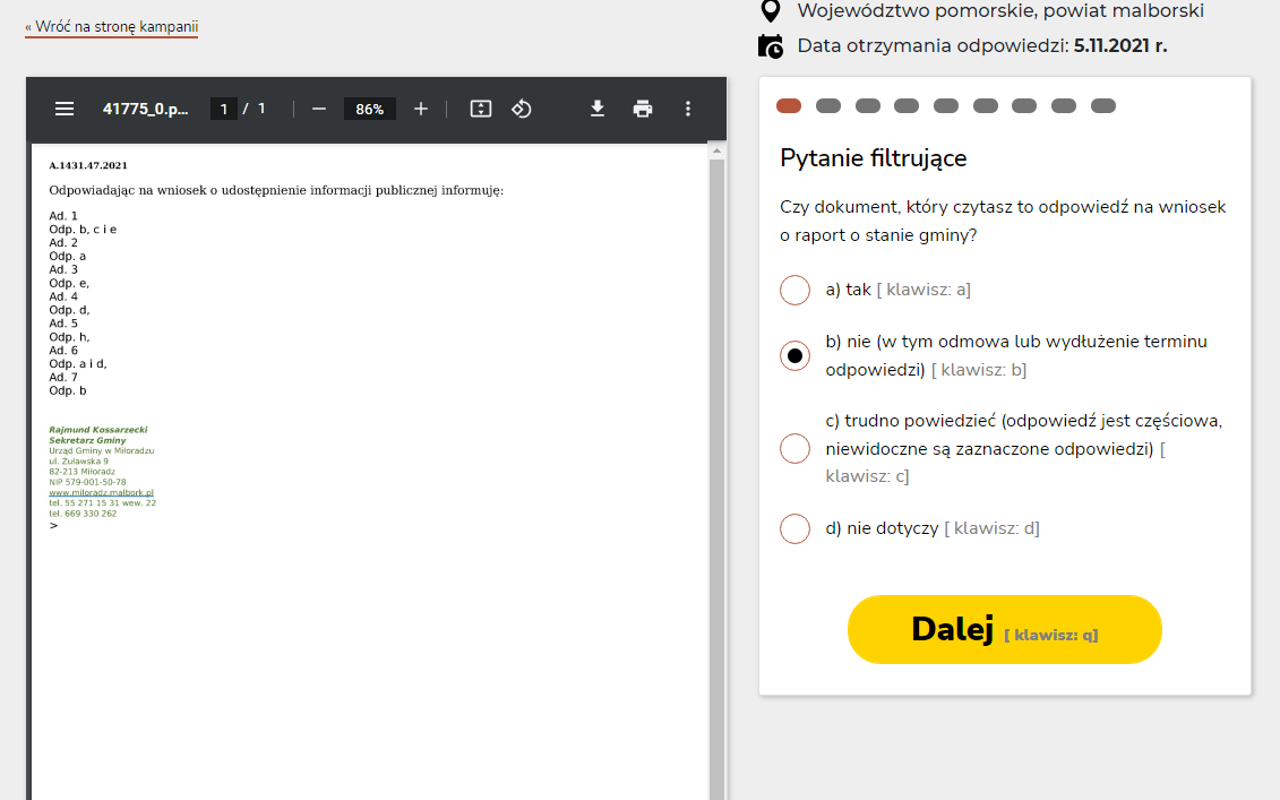 « Wróć na stronę kampanii
Województwo pomorskie, powiat malborski
Data otrzymania odpowiedzi: 5.11.2021 r.
41775_0.p... 1 / 1 86%
A.1431.47.2021
Odpowiadając na wniosek o udostępnienie informacji publicznej informuję:
Ad. 1
Odp. b, c i e
Ad. 2
Odp. a
Ad. 3
Odp. e,
Ad. 4
Odp. d,
Ad. 5
Odp. h,
Ad. 6
Odp. a i d,
Ad. 7
Odp. b
Rajmund Kossarzecki
Sekretarz Gminy
Urząd Gminy w Miłoradzu
ul. Żuławska 9
82-213 Miłoradz
NIP 579-001-50-78
www.miloradz.malbork.pl
tel. 55 271 15 31 wew. 22
tel. 669 330 262
>
Pytanie filtrujące
Czy dokument, który czytasz to odpowiedź na wniosek
o raport o stanie gminy?
a) tak [ klawisz: a]
b) nie (w tym odmowa lub wydłużenie terminu
odpowiedzi) [ klawisz: b]
c) trudno powiedzieć (odpowiedź jest częściowa,
niewidoczne są zaznaczone odpowiedzi) [
klawisz: c]
d) nie dotyczy [ klawisz: d]
Dalej [ klawisz: q]